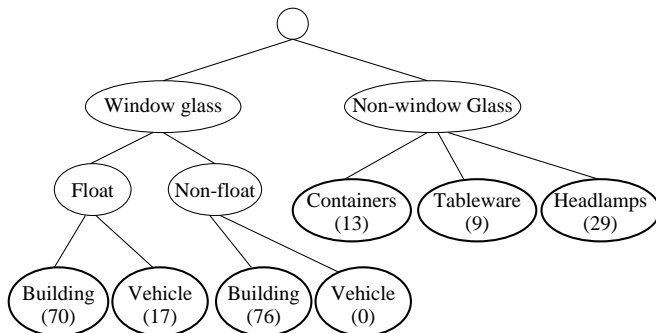 Window glass
Non-window Glass
Float
Non-float
Containers
(13)
Tableware
(9)
Headlamps
(29)
Building
(70)
Vehicle
(17)
Building
(76)
Vehicle
(0)